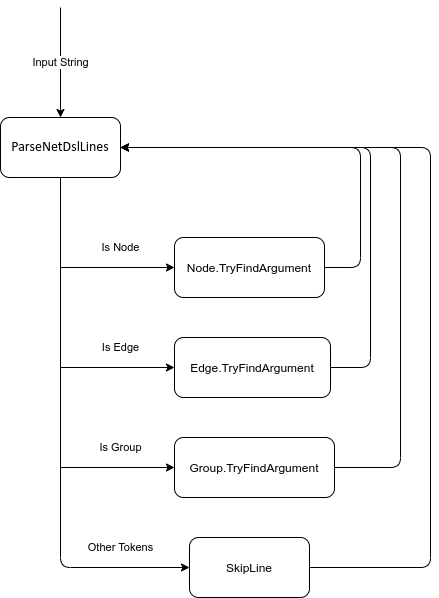 Input String
ParseNetDslLines
Is Node
Node.TryFindArgument
Is Edge
Edge.TryFindArgument
Is Group
Group.TryFindArgument
Other Tokens
SkipLine